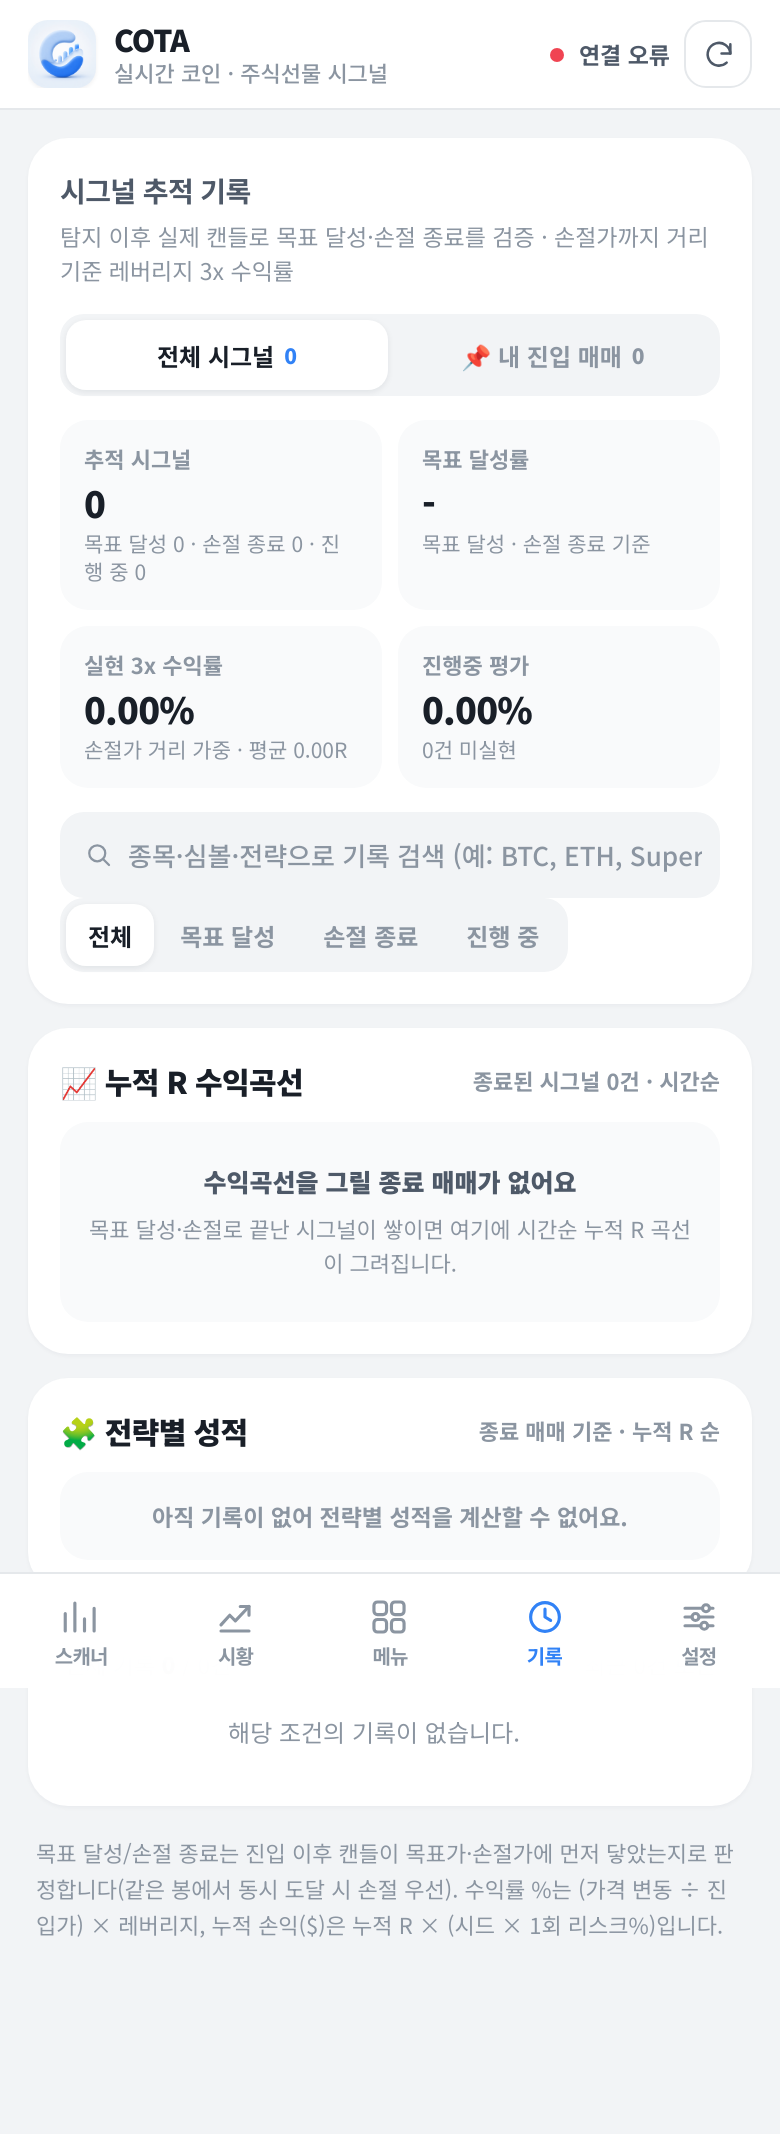 COTA
실시간 코인 · 주식선물 시그널
연결 오류
시그널 추적 기록
탐지 이후 실제 캔들로 목표 달성·손절 종료를 검증 · 손절가까지 거리
기준 레버리지 3x 수익률
전체 시그널 0
📌 내 진입 매매 0
추적 시그널
0
목표 달성 0 · 손절 종료 0 · 진
행 중 0
목표 달성률
-
목표 달성 · 손절 종료 기준
실현 3x 수익률
0.00%
손절가 거리 가중 · 평균 0.00R
진행중 평가
0.00%
0건 미실현
종목·심볼·전략으로 기록 검색 (예: BTC, ETH, Super
전체 목표 달성 손절 종료 진행 중
📈 누적 R 수익곡선
종료된 시그널 0건 · 시간순
수익곡선을 그릴 종료 매매가 없어요
목표 달성·손절로 끝난 시그널이 쌓이면 여기에 시간순 누적 R 곡선
이 그려집니다.
🧩 전략별 성적
종료 매매 기준 · 누적 R 순
아직 기록이 없어 전략별 성적을 계산할 수 없어요.
스캐너 시황 메뉴 기록 설정
해당 조건의 기록이 없습니다.
목표 달성/손절 종료는 진입 이후 캔들이 목표가·손절가에 먼저 닿았는지로 판
정합니다(같은 봉에서 동시 도달 시 손절 우선). 수익률 %는 (가격 변동 ÷ 진
입가) × 레버리지, 누적 손익($)은 누적 R × (시드 × 1회 리스크%)입니다.